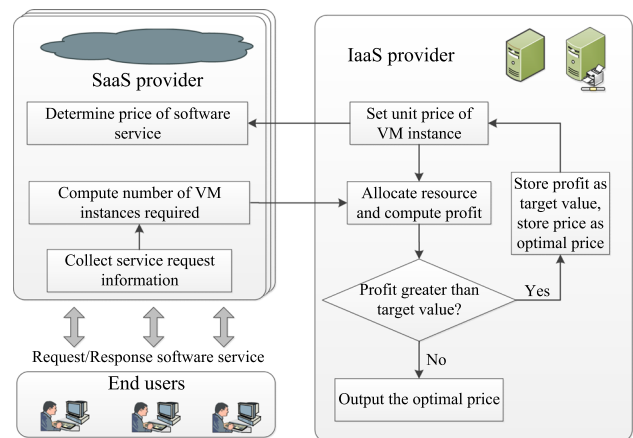 SaaS provider
Determine price of software
service
Compute number of VM
instances required
Collect service request
information
Request/Response software service
End users
IaaS provider
Set unit price of
VM instance
Allocate resource
and compute profit
Store profit as
target value,
store price as
optimal price
Profit greater than
target value?
Yes
No
Output the optimal price